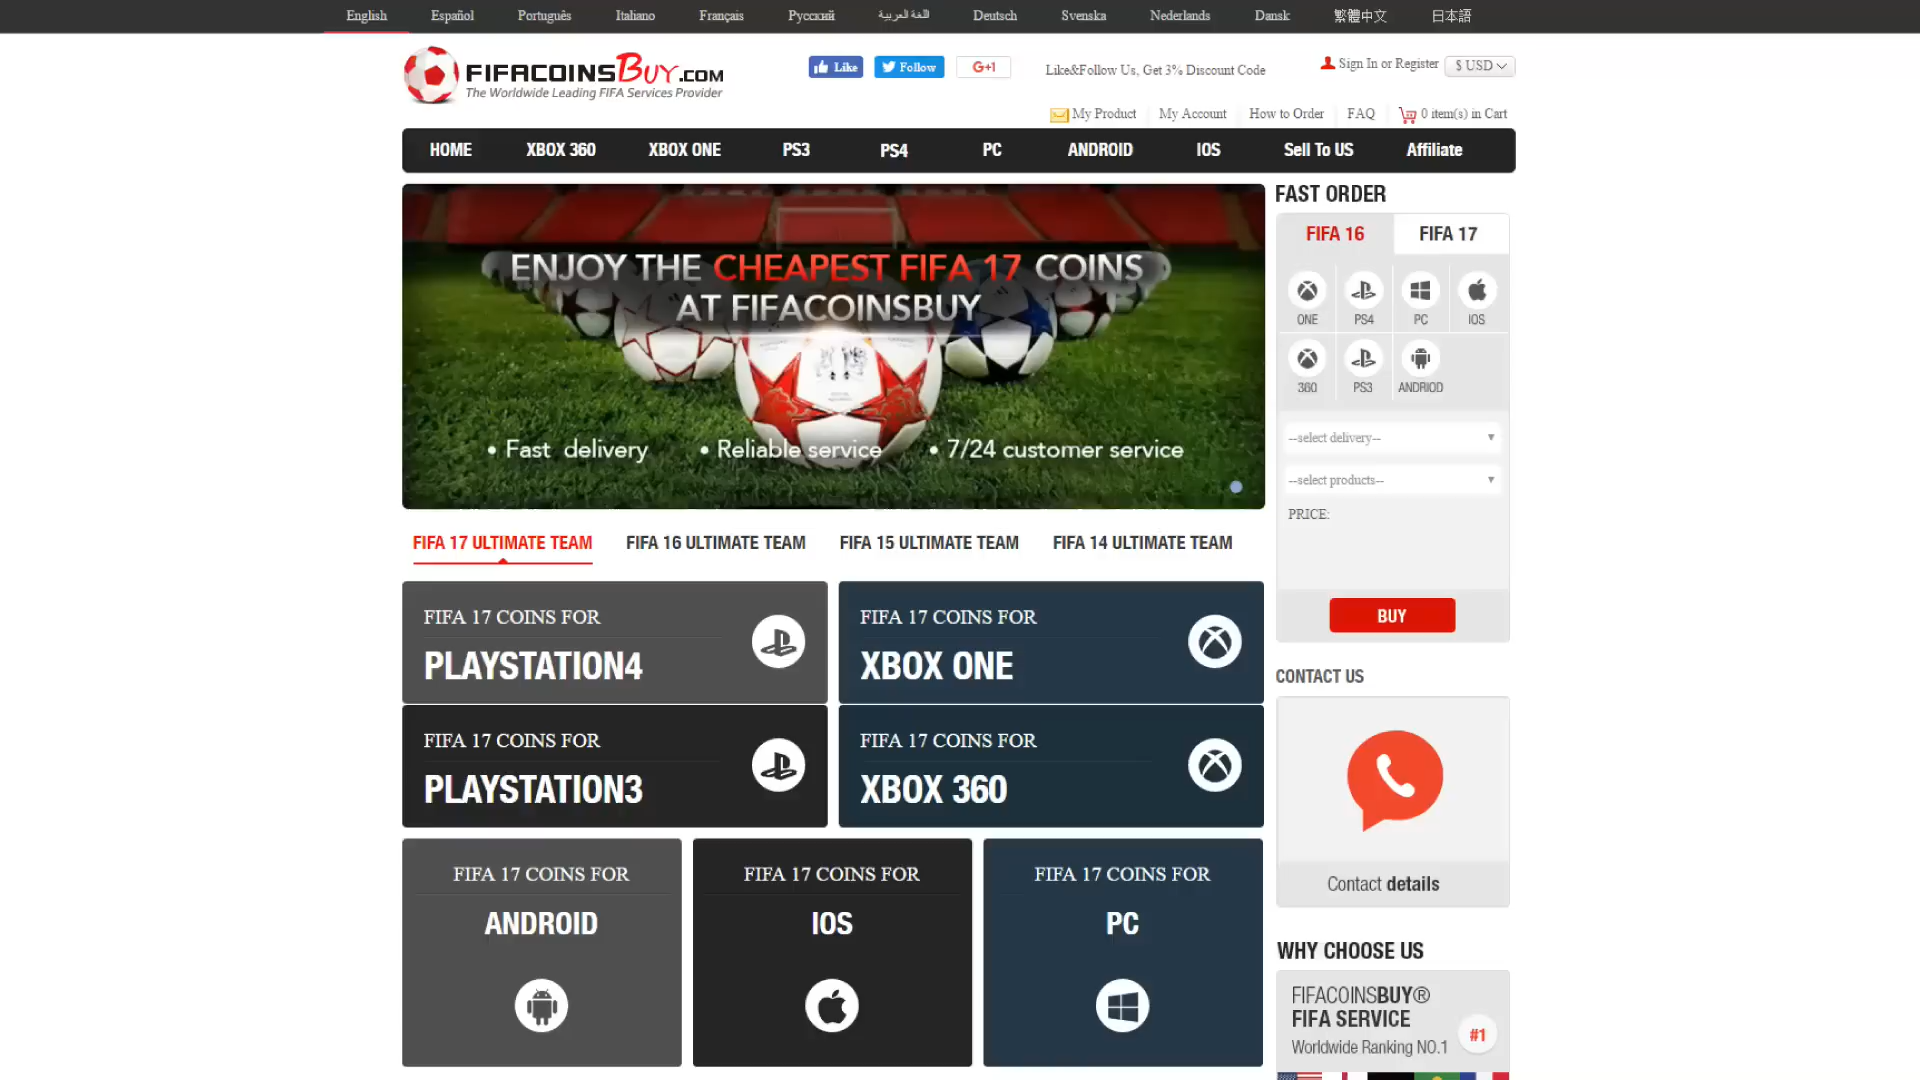 English Español Português Italiano Français Русский اللغة العربية Deutsch Svenska Nederlands Dansk 繁體中文 日本語
FIFACOINSBuy.COM
The Worldwide Leading FIFA Services Provider
Like Follow G+1 Like&Follow Us, Get 3% Discount Code
Sign In or Register $ USD
My Product My Account How to Order FAQ 0 item(s) in Cart
HOME XBOX 360 XBOX ONE PS3 PS4 PC ANDROID IOS Sell To US Affiliate
ENJOY THE CHEAPEST FIFA 17 COINS
AT FIFACOINSBUY
• Fast delivery • Reliable service • 7/24 customer service
FAST ORDER
FIFA 16 FIFA 17
ONE PS4 PC IOS
360 PS3 ANDRIOD
--select delivery--
--select products--
PRICE:
BUY
FIFA 17 ULTIMATE TEAM FIFA 16 ULTIMATE TEAM FIFA 15 ULTIMATE TEAM FIFA 14 ULTIMATE TEAM
FIFA 17 COINS FOR
PLAYSTATION4
FIFA 17 COINS FOR
XBOX ONE
FIFA 17 COINS FOR
PLAYSTATION3
FIFA 17 COINS FOR
XBOX 360
FIFA 17 COINS FOR
ANDROID
FIFA 17 COINS FOR
IOS
FIFA 17 COINS FOR
PC
CONTACT US
Contact details
WHY CHOOSE US
FIFACOINSBUY®
FIFA SERVICE
Worldwide Ranking NO.1
#1